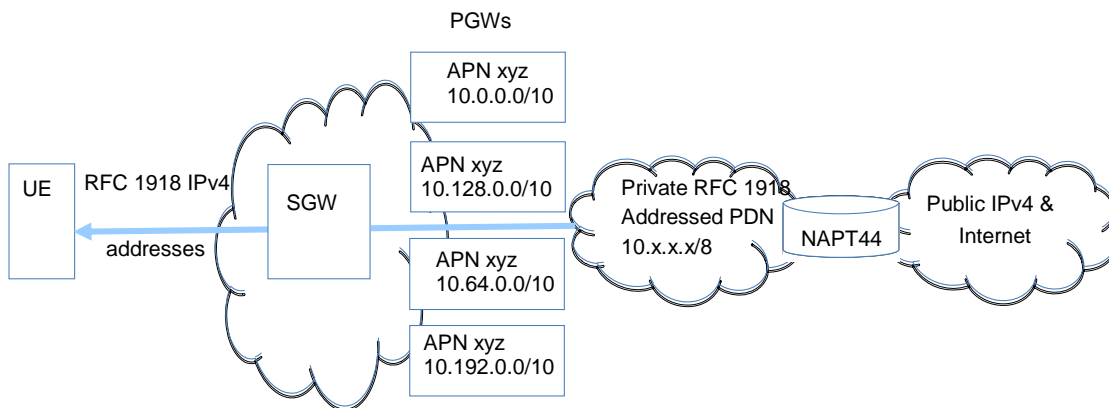 PGWs
APN xyz
10.0.0.0/10
UE
RFC 1918 IPv4
addresses
SGW
APN xyz
10.128.0.0/10
APN xyz
10.64.0.0/10
APN xyz
10.192.0.0/10
Private RFC 1918
Addressed PDN
10.x.x.x/8
NAPT44
Public IPv4 &
Internet